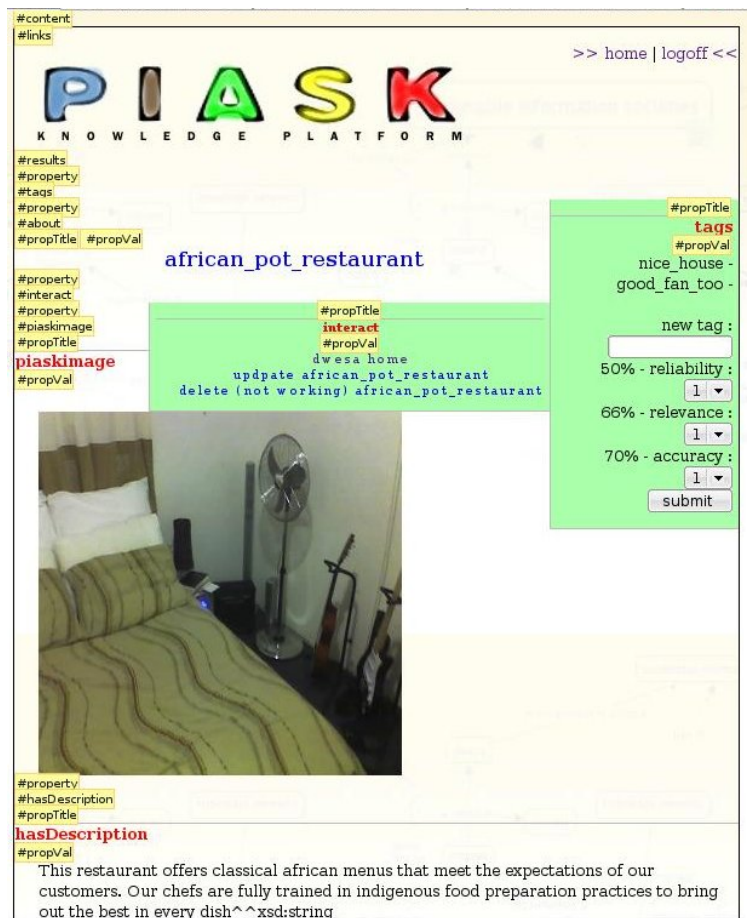 #content
#links
>> home | logoff <<
PIASK
KNOWLEDGE PLATFORM
#results
#property
#tags
#property
#about
#propTitle #propVal
african_pot_restaurant
#propTitle
tags
#propVal
nice_house -
good_fan_too -
new tag :
50% - reliability :
1
66% - relevance :
1
70% - accuracy :
1
submit
#property
#interact
#property
#piaskimage
#propTitle
piaskimage
#propVal
#propTitle
interact
#propVal
dwesa home
updpate african_pot_restaurant
delete (not working) african_pot_restaurant
#property
#hasDescription
#propTitle
hasDescription
#propVal
This restaurant offers classical african menus that meet the expectations of our
customers. Our chefs are fully trained in indigenous food preparation practices to bring
out the best in every dish^^xsd:string